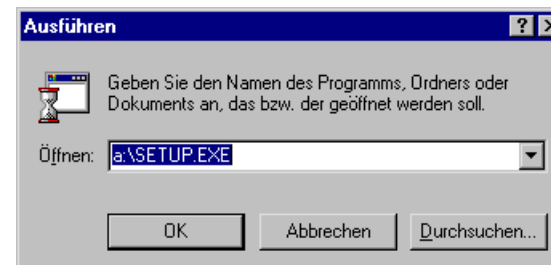 Ausführen
Geben Sie den Namen des Programms, Ordners oder
Dokuments an, das bzw. der geöffnet werden soll.
Öffnen: a:\SETUP.EXE
OK Abbrechen Durchsuchen...